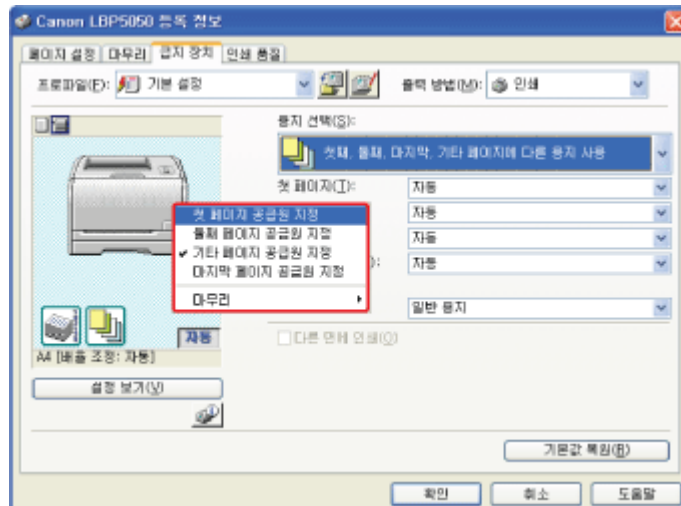 Canon LBP5050 등록 정보
페이지 설정 마무리 급지 장치 인쇄 품질
프로파일(F): 기본 설정 출력 방법(M): 인쇄
용지 선택(S):
첫째, 둘째, 마지막, 기타 페이지에 다른 용지 사용
첫 페이지(T): 자동
첫 페이지 공급원 지정
자동
둘째 페이지 공급원 지정
자동
기타 페이지 공급원 지정
): 자동
마지막 페이지 공급원 지정
마무리
일반 용지
자동
다른 면에 인쇄(O)
A4 [배율 조정: 자동]
설정 보기(V)
기본값 복원(B)
확인 취소 도움말